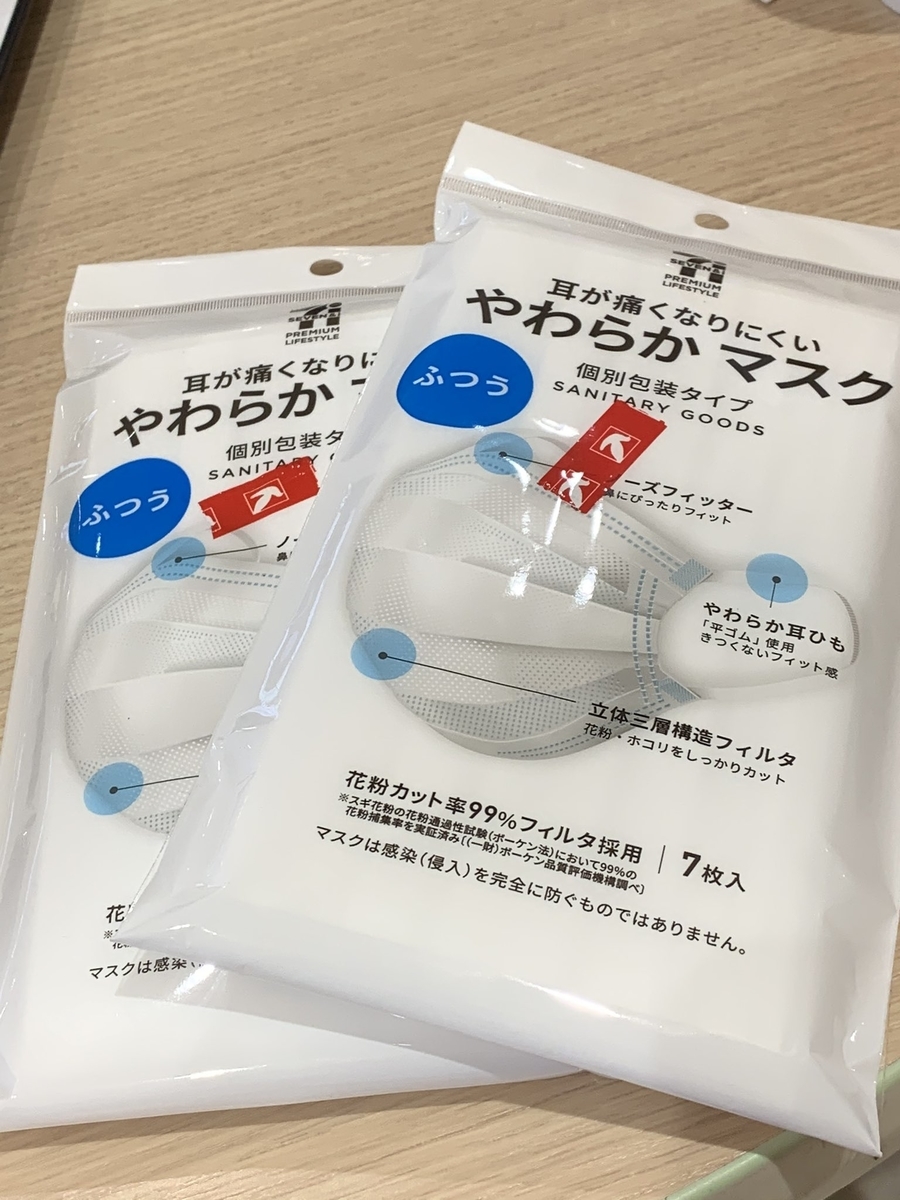 SEVEN&i
PREMIUM
LIFESTYLE
耳が痛くなりにくい
やわらか マスク
ふつう
個別包装タイプ
SANITARY GOODS
ーズフィッター
鼻にぴったりフィット
やわらか耳ひも
「平ゴム」使用
きつくないフィット感
立体三層構造フィルタ
花粉・ホコリをしっかりカット
花粉カット率99%フィルタ採用
※スギ花粉の花粉通過性試験(ボーケン法)において99%の
花粉捕集率を実証済み〔(一財)ボーケン品質評価機構調べ〕
7枚入
マスクは感染(侵入)を完全に防ぐものではありません。
SEVEN&i
PREMIUM
LIFESTYLE
耳が痛くなりに
やわらか
ふつう
個別包装タ
SANITARY
ノー
鼻
花
※
花
マスクは感染